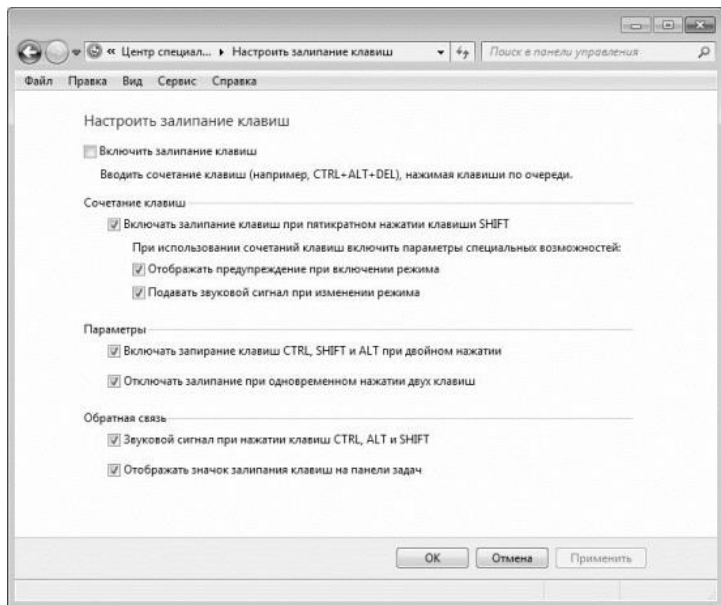 « Центр специал... ▸ Настроить залипание клавиш
Поиск в панели управления
Файл Правка Вид Сервис Справка
Настроить залипание клавиш
Включить залипание клавиш
Вводить сочетание клавиш (например, CTRL+ALT+DEL), нажимая клавиши по очереди.
Сочетание клавиш
Включать залипание клавиш при пятикратном нажатии клавиши SHIFT
При использовании сочетаний клавиш включить параметры специальных возможностей:
Отображать предупреждение при включении режима
Подавать звуковой сигнал при изменении режима
Параметры
Включать запирание клавиш CTRL, SHIFT и ALT при двойном нажатии
Отключать залипание при одновременном нажатии двух клавиш
Обратная связь
Звуковой сигнал при нажатии клавиш CTRL, ALT и SHIFT
Отображать значок залипания клавиш на панели задач
ОК Отмена Применить